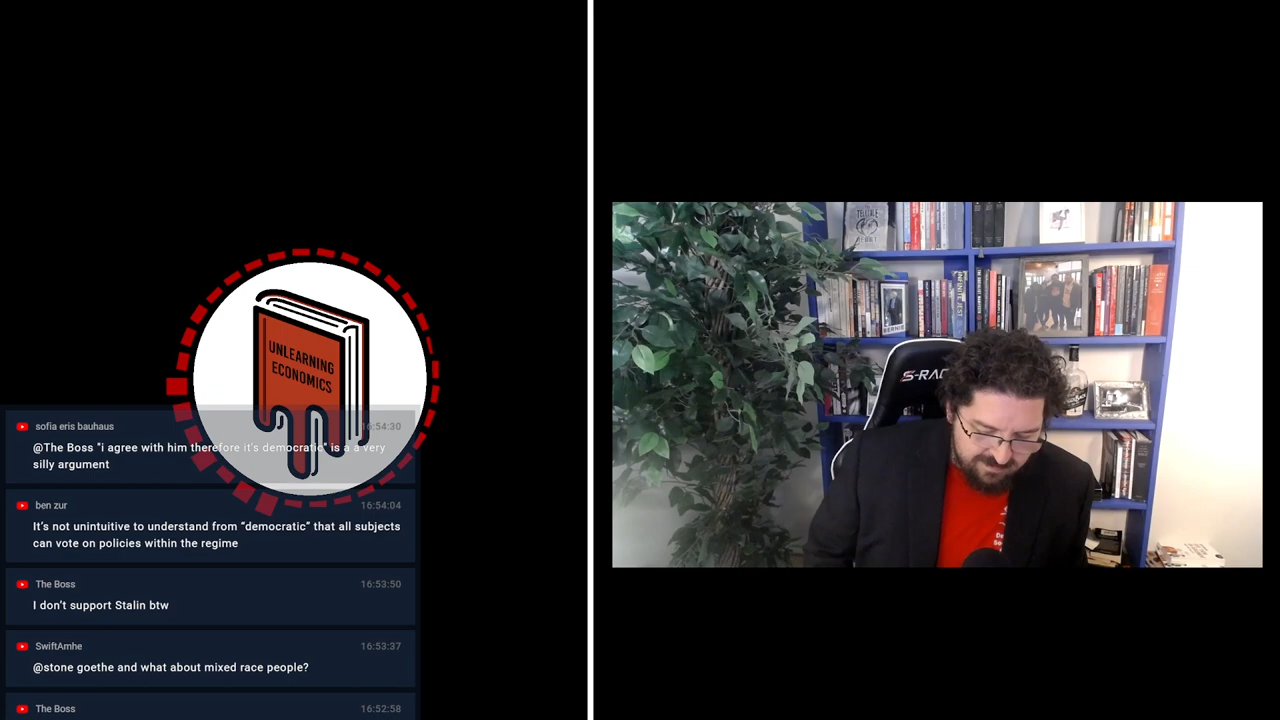 UNLEARNING
ECONOMICS
sofia eris bauhaus
16:54:30
@The Boss "i agree with him therefore it's democratic" is a a very
silly argument
ben zur
16:54:04
It's not unintuitive to understand from "democratic" that all subjects
can vote on policies within the regime
The Boss
16:53:50
I don't support Stalin btw
SwiftAmhe
16:53:37
@stone goethe and what about mixed race people?
The Boss
16:52:58
INFINITE JEST
BERNIE
S-RAC